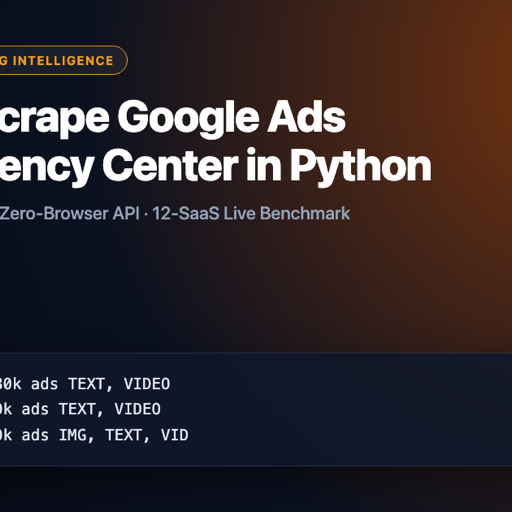 G INTELLIGENCE
crape Google Ads
ency Center in Python
Zero-Browser API · 12-SaaS Live Benchmark
80k ads TEXT, VIDEO
0k ads TEXT, VIDEO
0k ads IMG, TEXT, VID